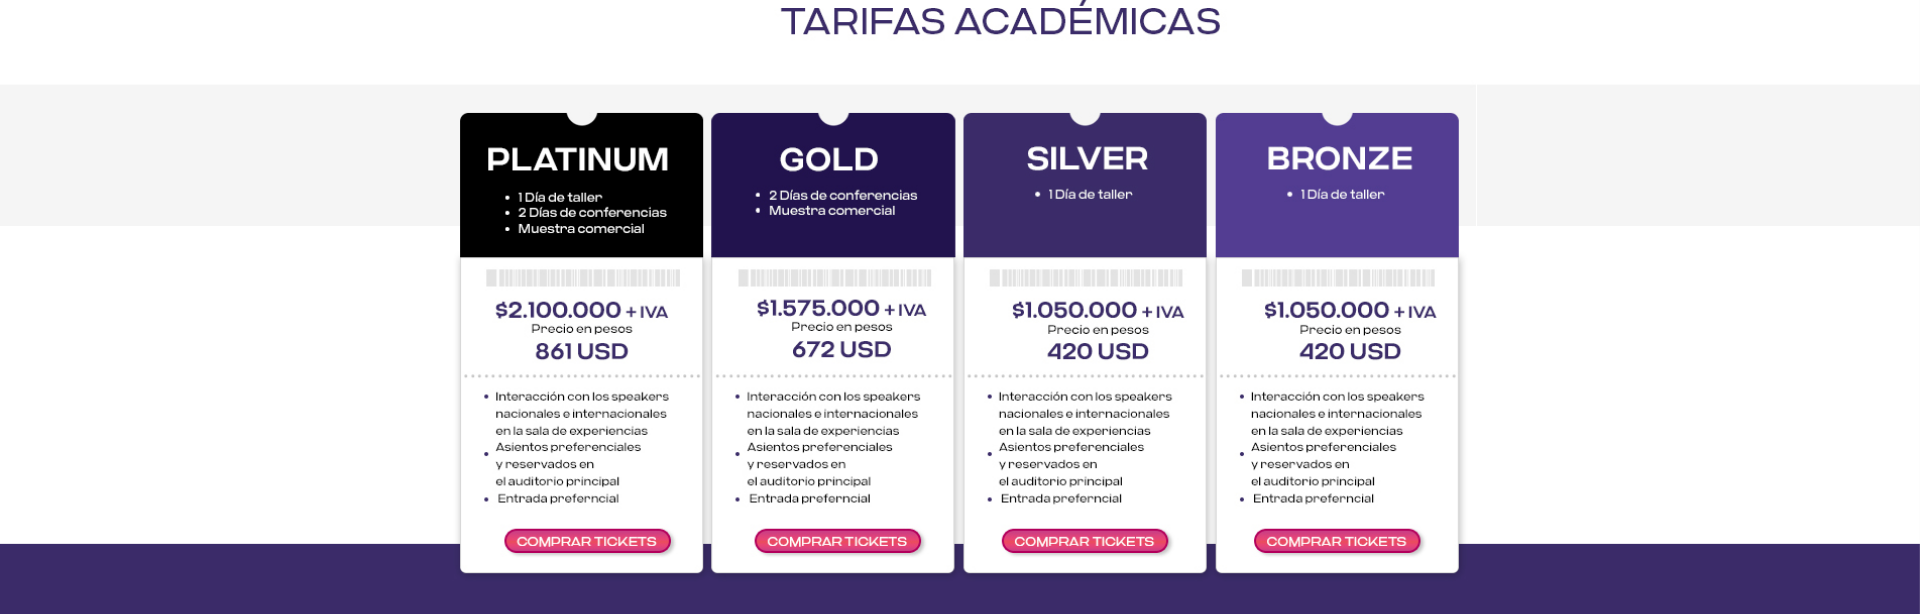 TARIFAS ACADÉMICAS
PLATINUM
• 1 Día de taller
• 2 Días de conferencias
• Muestra comercial
$2.100.000 + IVA
Precio en pesos
861 USD
• Interacción con los speakers
nacionales e internacionales
en la sala de experiencias
• Asientos preferenciales
y reservados en
el auditorio principal
• Entrada preferncial
COMPRAR TICKETS
GOLD
• 2 Días de conferencias
• Muestra comercial
$1.575.000 + IVA
Precio en pesos
672 USD
• Interacción con los speakers
nacionales e internacionales
en la sala de experiencias
• Asientos preferenciales
y reservados en
el auditorio principal
• Entrada preferncial
COMPRAR TICKETS
SILVER
• 1 Día de taller
$1.050.000 + IVA
Precio en pesos
420 USD
• Interacción con los speakers
nacionales e internacionales
en la sala de experiencias
• Asientos preferenciales
y reservados en
el auditorio principal
• Entrada preferncial
COMPRAR TICKETS
BRONZE
• 1 Día de taller
$1.050.000 + IVA
Precio en pesos
420 USD
• Interacción con los speakers
nacionales e internacionales
en la sala de experiencias
• Asientos preferenciales
y reservados en
el auditorio principal
• Entrada preferncial
COMPRAR TICKETS